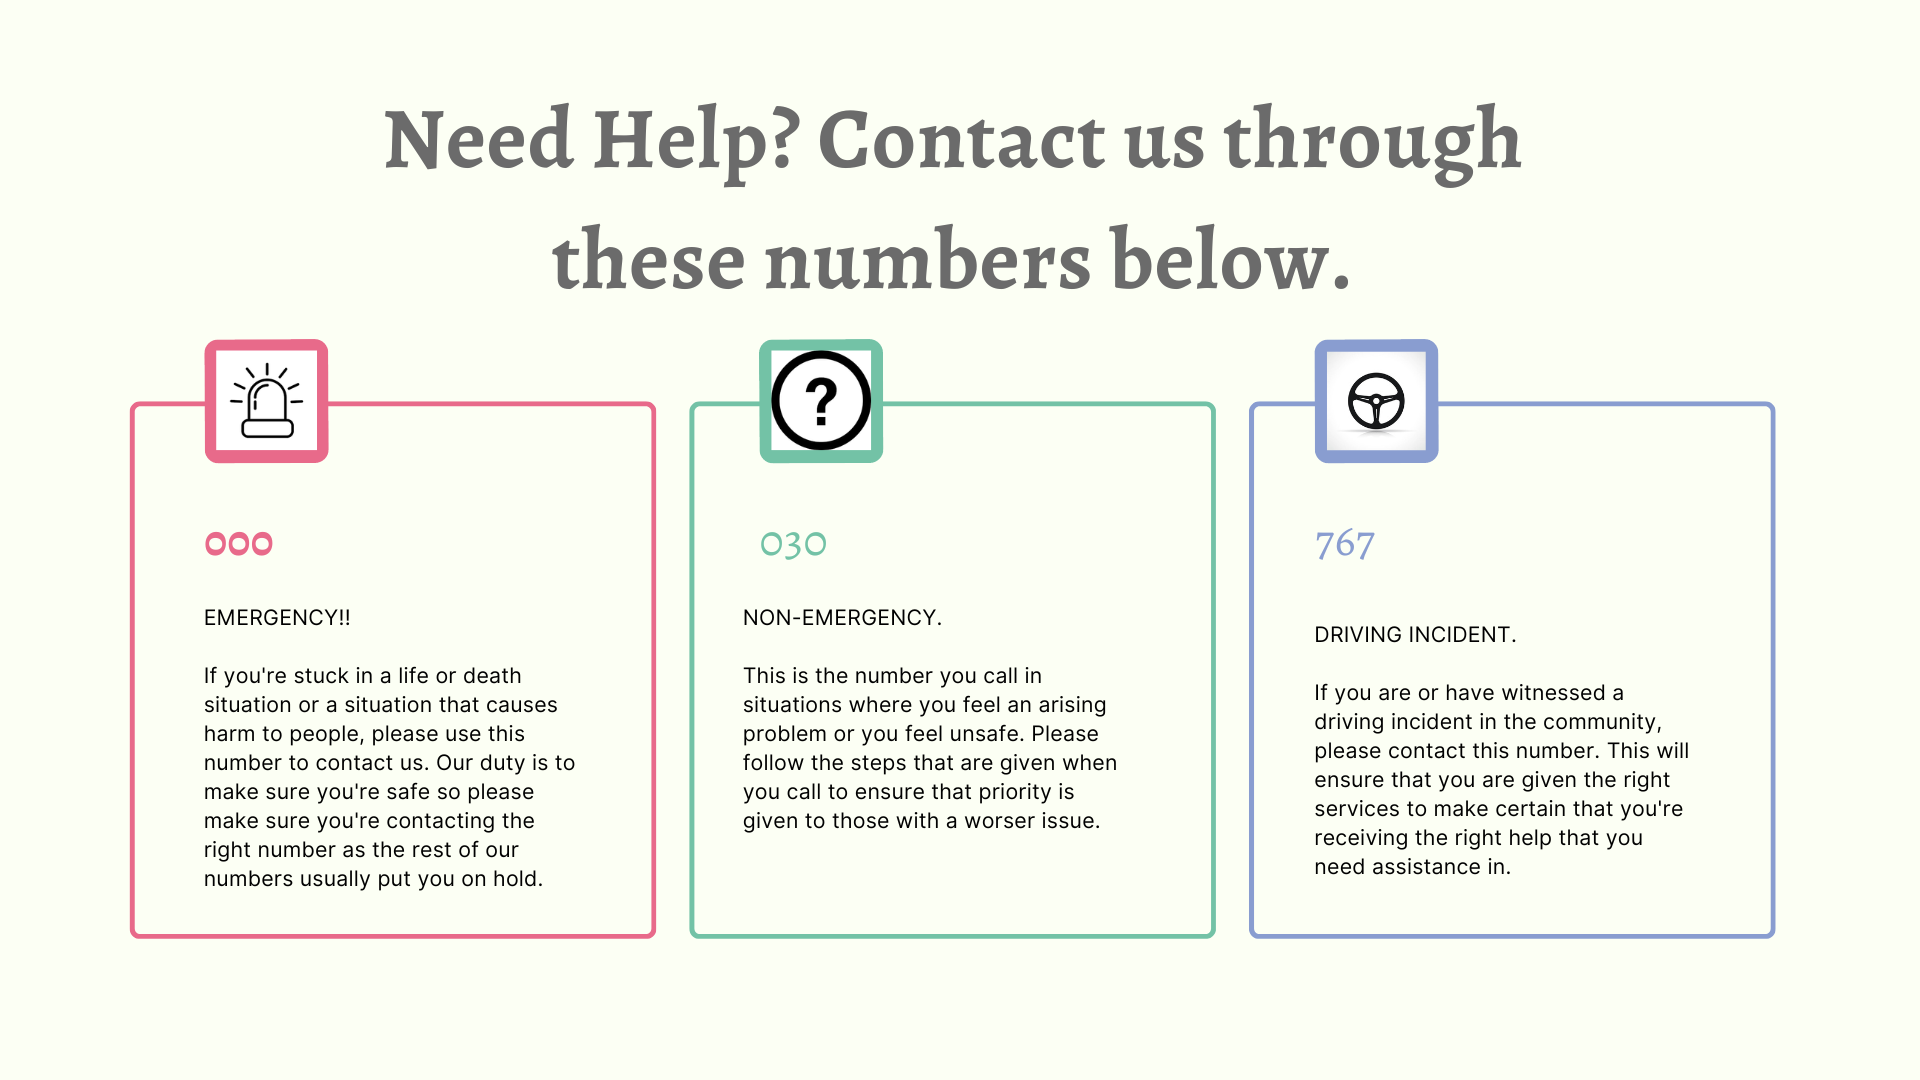 Need Help? Contact us through
these numbers below.
?
000
EMERGENCY!!
If you're stuck in a life or death
situation or a situation that causes
harm to people, please use this
number to contact us. Our duty is to
make sure you're safe so please
make sure you're contacting the
right number as the rest of our
numbers usually put you on hold.
030
NON-EMERGENCY.
This is the number you call in
situations where you feel an arising
problem or you feel unsafe. Please
follow the steps that are given when
you call to ensure that priority is
given to those with a worser issue.
767
DRIVING INCIDENT.
If you are or have witnessed a
driving incident in the community,
please contact this number. This will
ensure that you are given the right
services to make certain that you're
receiving the right help that you
need assistance in.